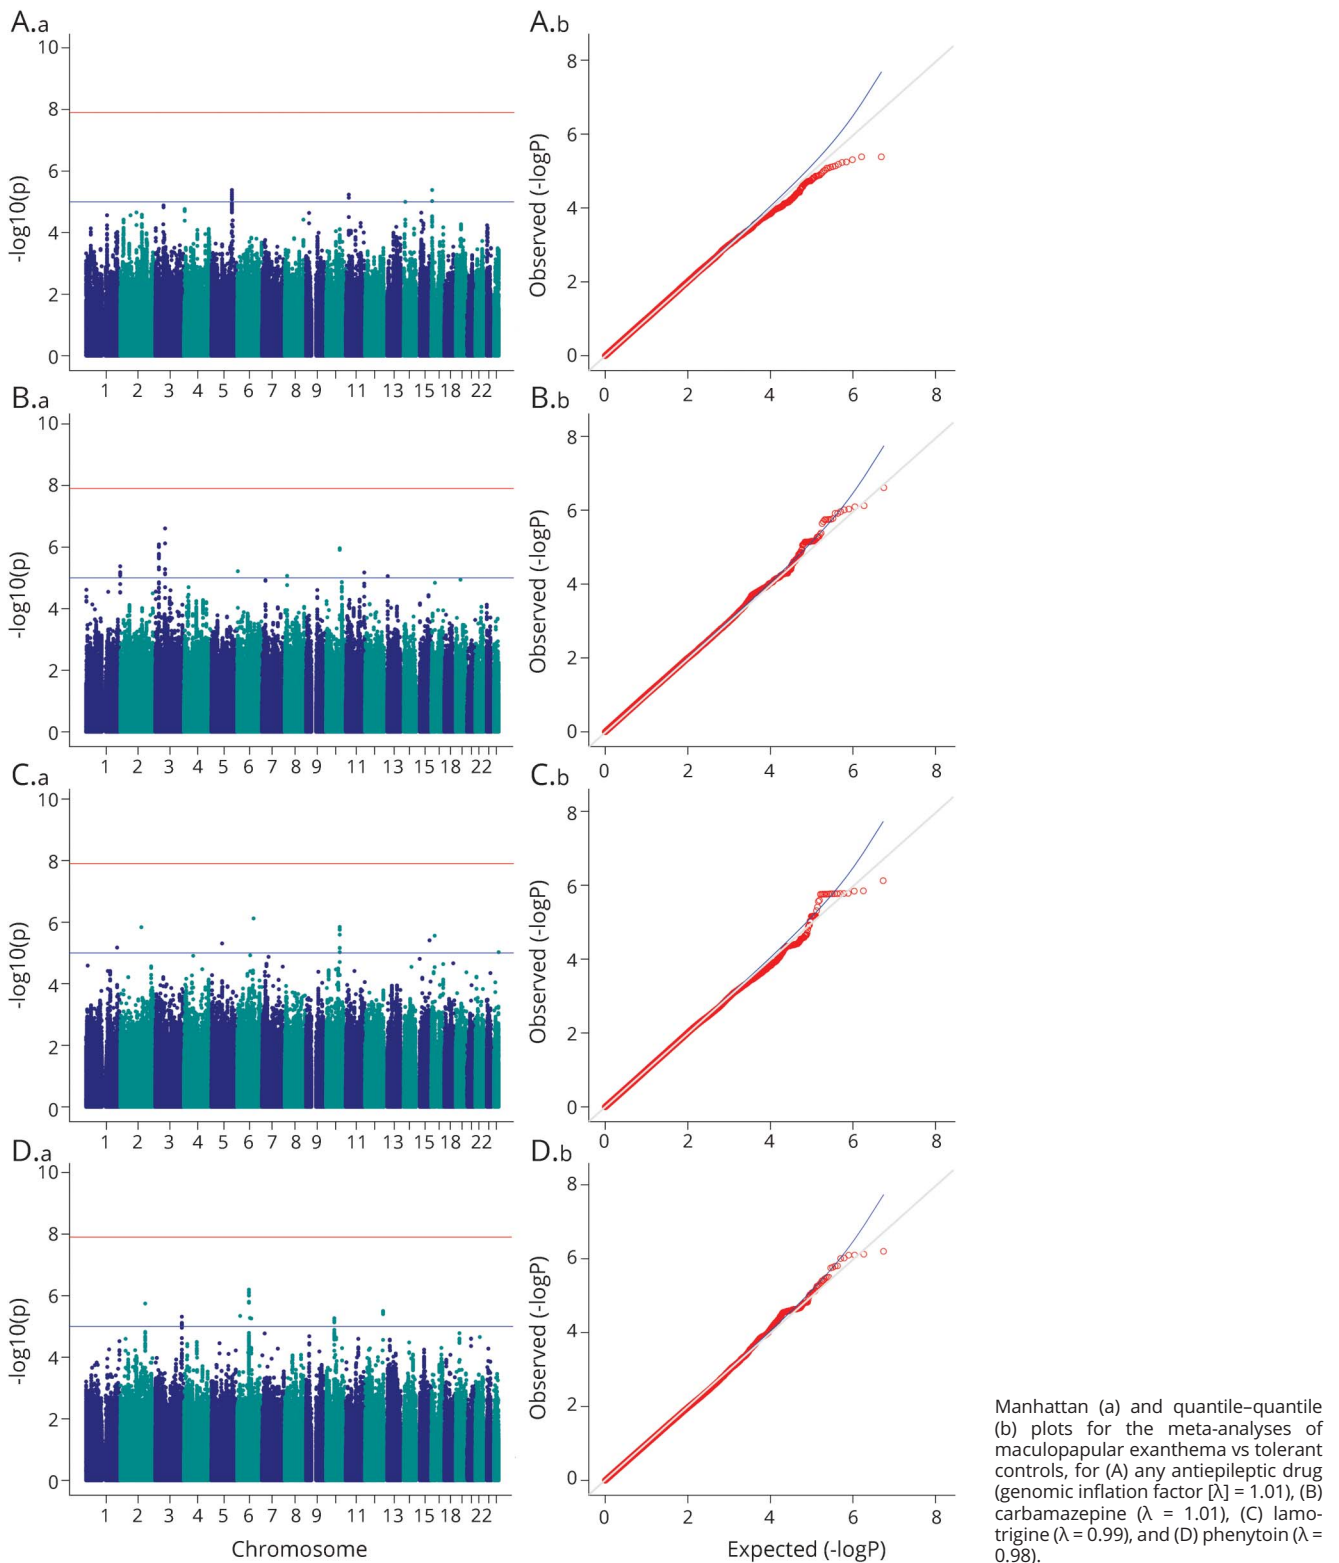 A.a
A.b
10
8
6
4
2
0
-log10(p)
1 2 3 4 5 6 7 8 9 11 13 15 18 22
8
6
4
2
0
Observed (-logP)
0 2 4 6 8
B.a
B.b
10
8
6
4
2
0
-log10(p)
1 2 3 4 5 6 7 8 9 11 13 15 18 22
8
6
4
2
0
Observed (-logP)
0 2 4 6 8
C.a
C.b
10
8
6
4
2
0
-log10(p)
1 2 3 4 5 6 7 8 9 11 13 15 18 22
8
6
4
2
0
Observed (-logP)
0 2 4 6 8
D.a
D.b
10
8
6
4
2
0
-log10(p)
1 2 3 4 5 6 7 8 9 11 13 15 18 22
Chromosome
8
6
4
2
0
Observed (-logP)
0 2 4 6 8
Expected (-logP)
Manhattan (a) and quantile–quantile
(b) plots for the meta-analyses of
maculopapular exanthema vs tolerant
controls, for (A) any antiepileptic drug
(genomic inflation factor [λ] = 1.01), (B)
carbamazepine (λ = 1.01), (C) lamo-
trigine (λ = 0.99), and (D) phenytoin (λ =
0.98).